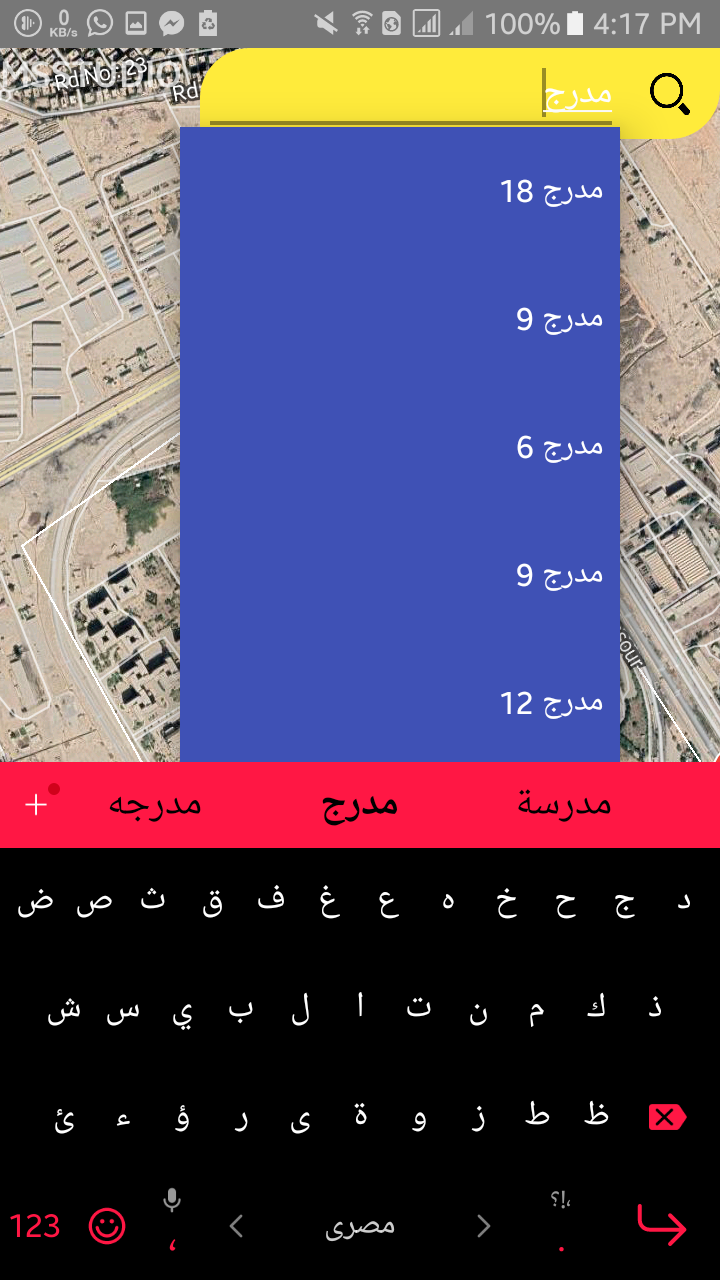 0
KB/s
100%
4:17 PM
Rd No. 23
Rd
مدرج
مدرج 18
مدرج 9
مدرج 6
مدرج 9
مدرج 12
sour
مدرجه مدرج مدرسة
ض ص ث ق ف غ ع ه خ ح ج د
ش س ي ب ل ا ت ن م ك ذ
ئ ء ؤ ر ى ة و ز ط ظ
123
،
مصرى
؟!،
.